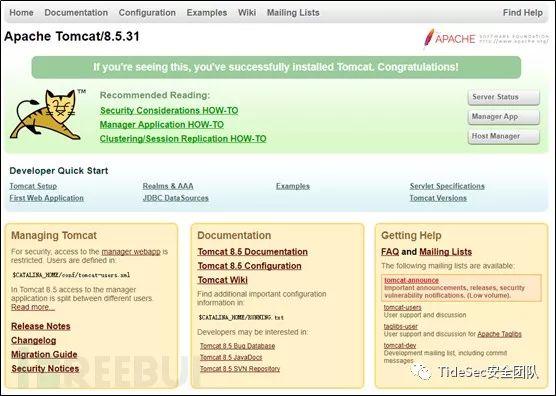 Home Documentation Configuration Examples Wiki Mailing Lists Find Help
Apache Tomcat/8.5.31
APACHE
SOFTWARE FOUNDATION
http://www.apache.org/
If you're seeing this, you've successfully installed Tomcat. Congratulations!
TM
Recommended Reading:
Security Considerations HOW-TO
Manager Application HOW-TO
Clustering/Session Replication HOW-TO
Server Status
Manager App
Host Manager
Developer Quick Start
Tomcat Setup
First Web Application
Realms & AAA
JDBC DataSources
Examples
Servlet Specifications
Tomcat Versions
Managing Tomcat
For security, access to the manager webapp
is restricted. Users are defined in:
$CATALINA_HOME/conf/tomcat-users.xml
In Tomcat 8.5 access to the manager
application is split between different users.
Read more...
Release Notes
Changelog
Migration Guide
Security Notices
Documentation
Tomcat 8.5 Documentation
Tomcat 8.5 Configuration
Tomcat Wiki
Find additional important configuration
information in:
$CATALINA_HOME/RUNNING.txt
Developers may be interested in:
Tomcat 8.5 Bug Database
Tomcat 8.5 JavaDocs
Tomcat 8.5 SVN Repository
Getting Help
FAQ and Mailing Lists
The following mailing lists are available:
tomcat-announce
Important announcements, releases, security
vulnerability notifications. (Low volume).
tomcat-users
User support and discussion
taglibs-user
User support and discussion for Apache Taglibs
tomcat-dev
Development mailing list, including commit
messages
TideSec安全团队